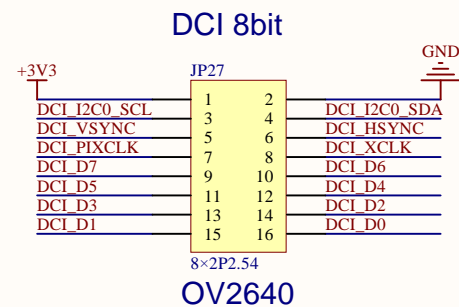 DCI 8bit
+3V3 JP27 GND
1 2
DCI_I2C0_SCL 3 4 DCI_I2C0_SDA
DCI_VSYNC 5 6 DCI_HSYNC
DCI_PIXCLK 7 8 DCI_XCLK
DCI_D7 9 10 DCI_D6
DCI_D5 11 12 DCI_D4
DCI_D3 13 14 DCI_D2
DCI_D1 15 16 DCI_D0
8×2P2.54
OV2640